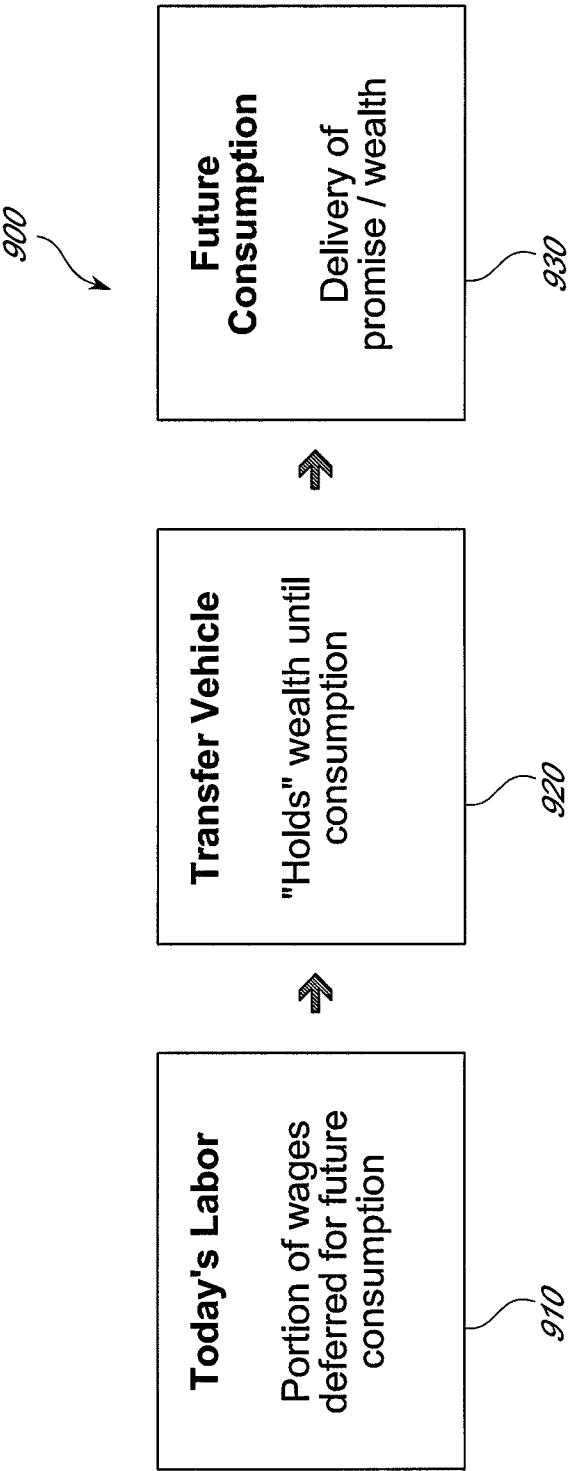 900
Today's Labor
Portion of wages
deferred for future
consumption
910
Transfer Vehicle
"Holds" wealth until
consumption
920
Future
Consumption
Delivery of
promise / wealth
930